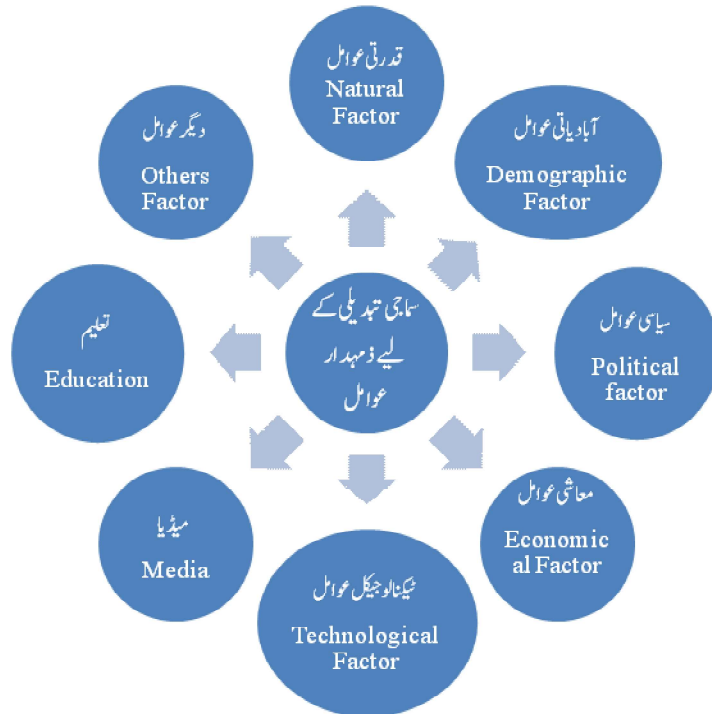 قدرتی عوامل
Natural
Factor
آبادیاتی عوامل
Demographic
Factor
سیاسی عوامل
Political
factor
معاشی عوامل
Economic
al Factor
ٹیکنالوجیکل عوامل
Technological
Factor
میڈیا
Media
تعلیم
Education
دیگر عوامل
Others
Factor
سماجی تبدیلی کے
لیے ذمہدار
عوامل